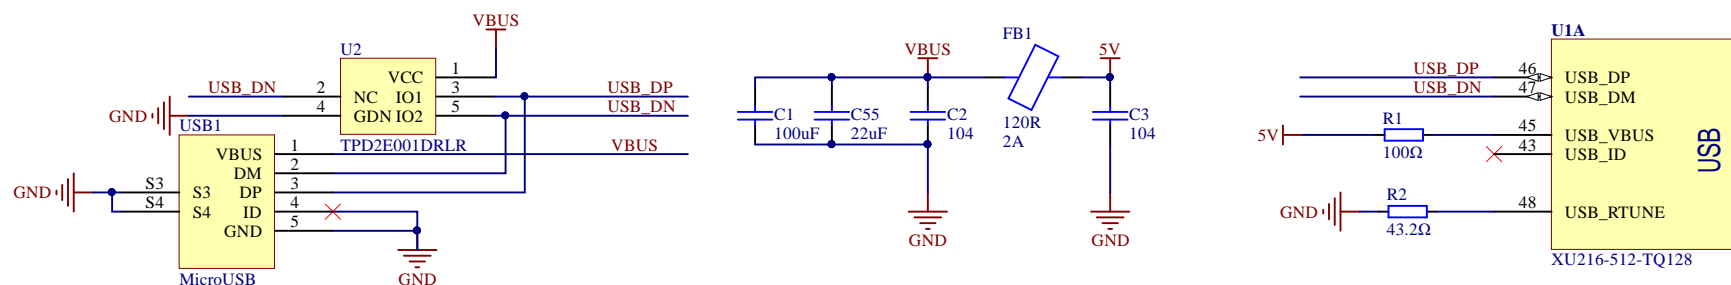 VBUS
U2
VCC 1
USB_DN 2 NC IO1 3 USB_DP
GND 4 GDN IO2 5 USB_DN
TPD2E001DRLR
USB1
VBUS 1 VBUS
DM 2
GND S3 S3 DP 3
S4 S4 ID 4
GND 5
MicroUSB
GND
VBUS
FB1
5V
C1
100uF
C55
22uF
C2
104
120R
2A
C3
104
GND
GND
U1A
USB_DP 46 USB_DP
USB_DN 47 USB_DM
5V R1 45 USB_VBUS
100Ω
43 USB_ID
GND R2 48 USB_RTUNE
43.2Ω
USB
XU216-512-TQ128